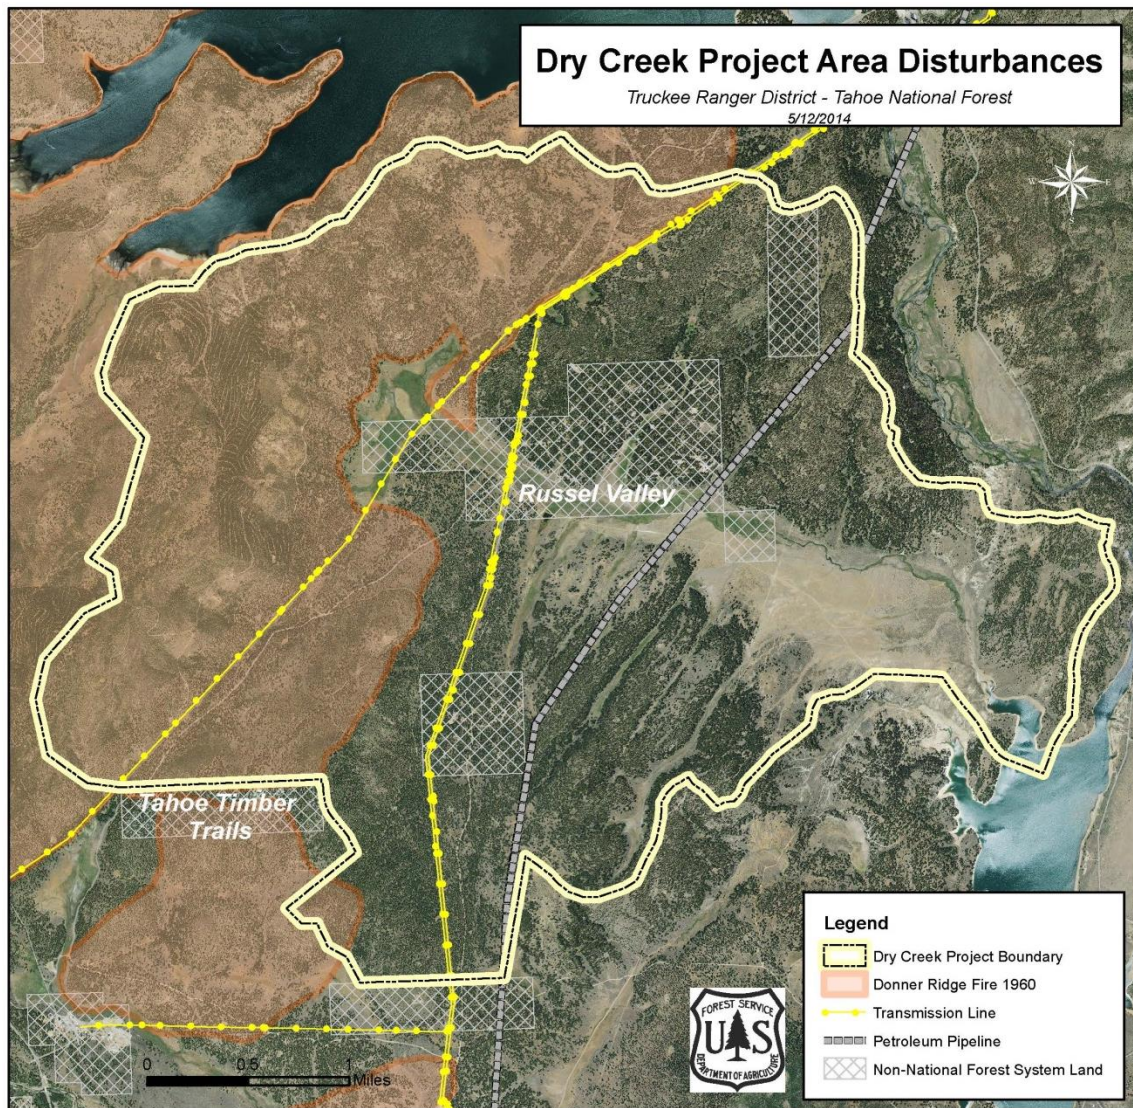 Dry Creek Project Area Disturbances
Truckee Ranger District - Tahoe National Forest
5/12/2014
N
E
S
W
Russel Valley
Tahoe Timber
Trails
0
0.5
1
Miles
Legend
Dry Creek Project Boundary
Donner Ridge Fire 1960
Transmission Line
Petroleum Pipeline
Non-National Forest System Land
FOREST SERVICE
U S
DEPARTMENT OF AGRICULTURE